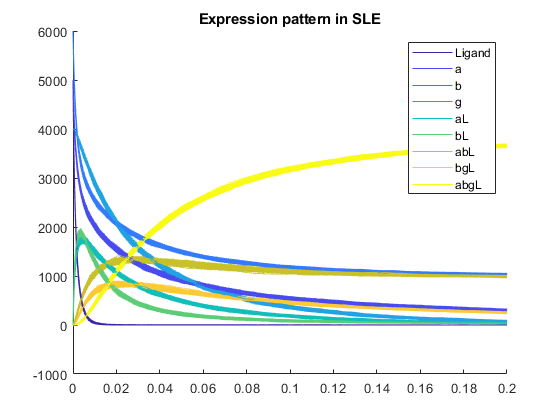 Expression pattern in SLE
6000
5000
4000
3000
2000
1000
0
-1000
0 0.02 0.04 0.06 0.08 0.1 0.12 0.14 0.16 0.18 0.2
Ligand
a
b
g
aL
bL
abL
bgL
abgL